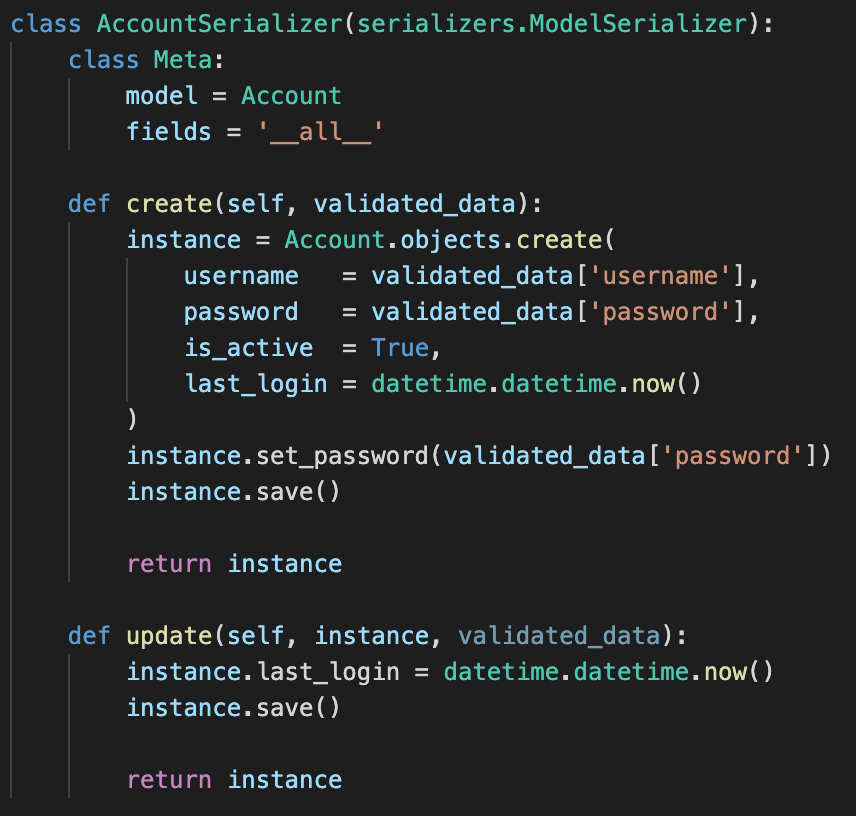 class AccountSerializer(serializers.ModelSerializer):
    class Meta:
        model = Account
        fields = '__all__'

    def create(self, validated_data):
        instance = Account.objects.create(
            username   = validated_data['username'],
            password   = validated_data['password'],
            is_active  = True,
            last_login = datetime.datetime.now()
        )
        instance.set_password(validated_data['password'])
        instance.save()

        return instance

    def update(self, instance, validated_data):
        instance.last_login = datetime.datetime.now()
        instance.save()

        return instance